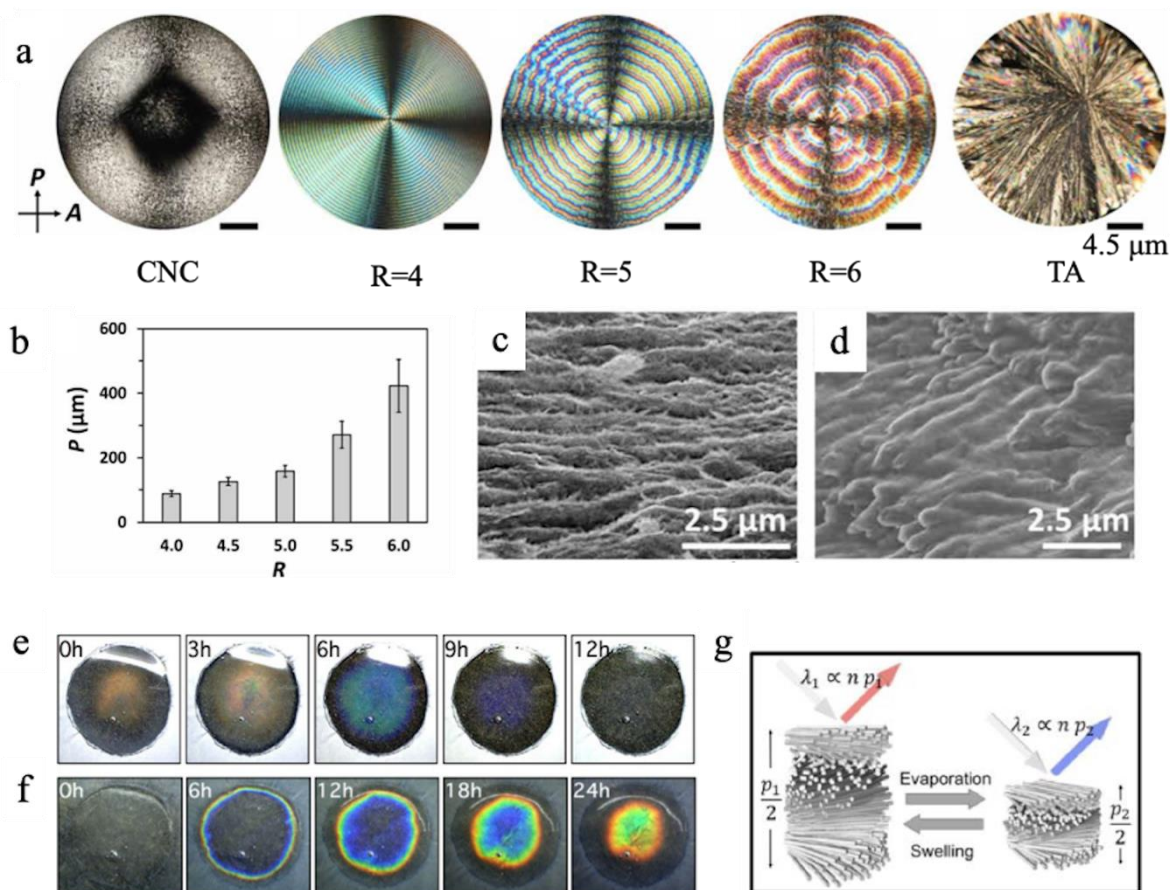 a
P
A
4.5 μm
CNC
R=4
R=5
R=6
TA
b
600
400
200
0
P (μm)
4.0
4.5
5.0
5.5
6.0
R
c
2.5 μm
d
2.5 μm
e
0h
3h
6h
9h
12h
f
0h
6h
12h
18h
24h
g
λ₁ ∝ n p₁
λ₂ ∝ n p₂
p₁
2
Evaporation
Swelling
p₂
2